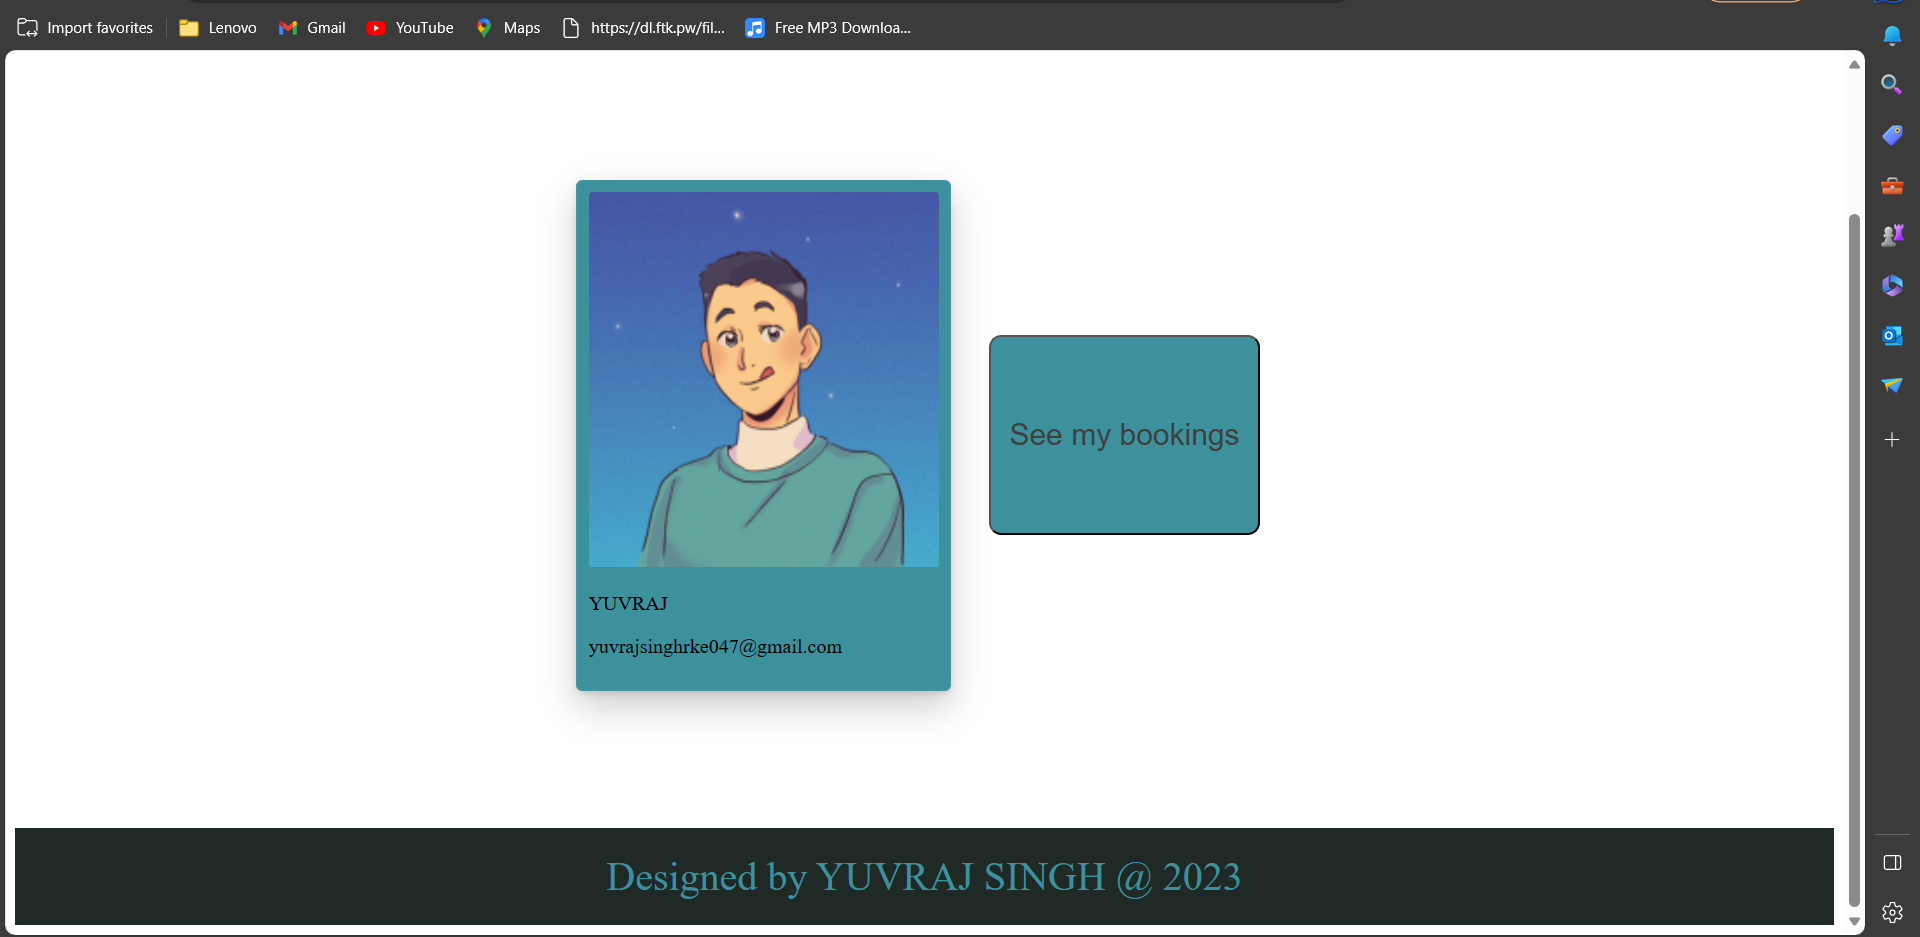 Import favorites Lenovo Gmail YouTube Maps https://dl.ftk.pw/fil... Free MP3 Downloa...
See my bookings
YUVRAJ
yuvrajsinghrke047@gmail.com
Designed by YUVRAJ SINGH @ 2023